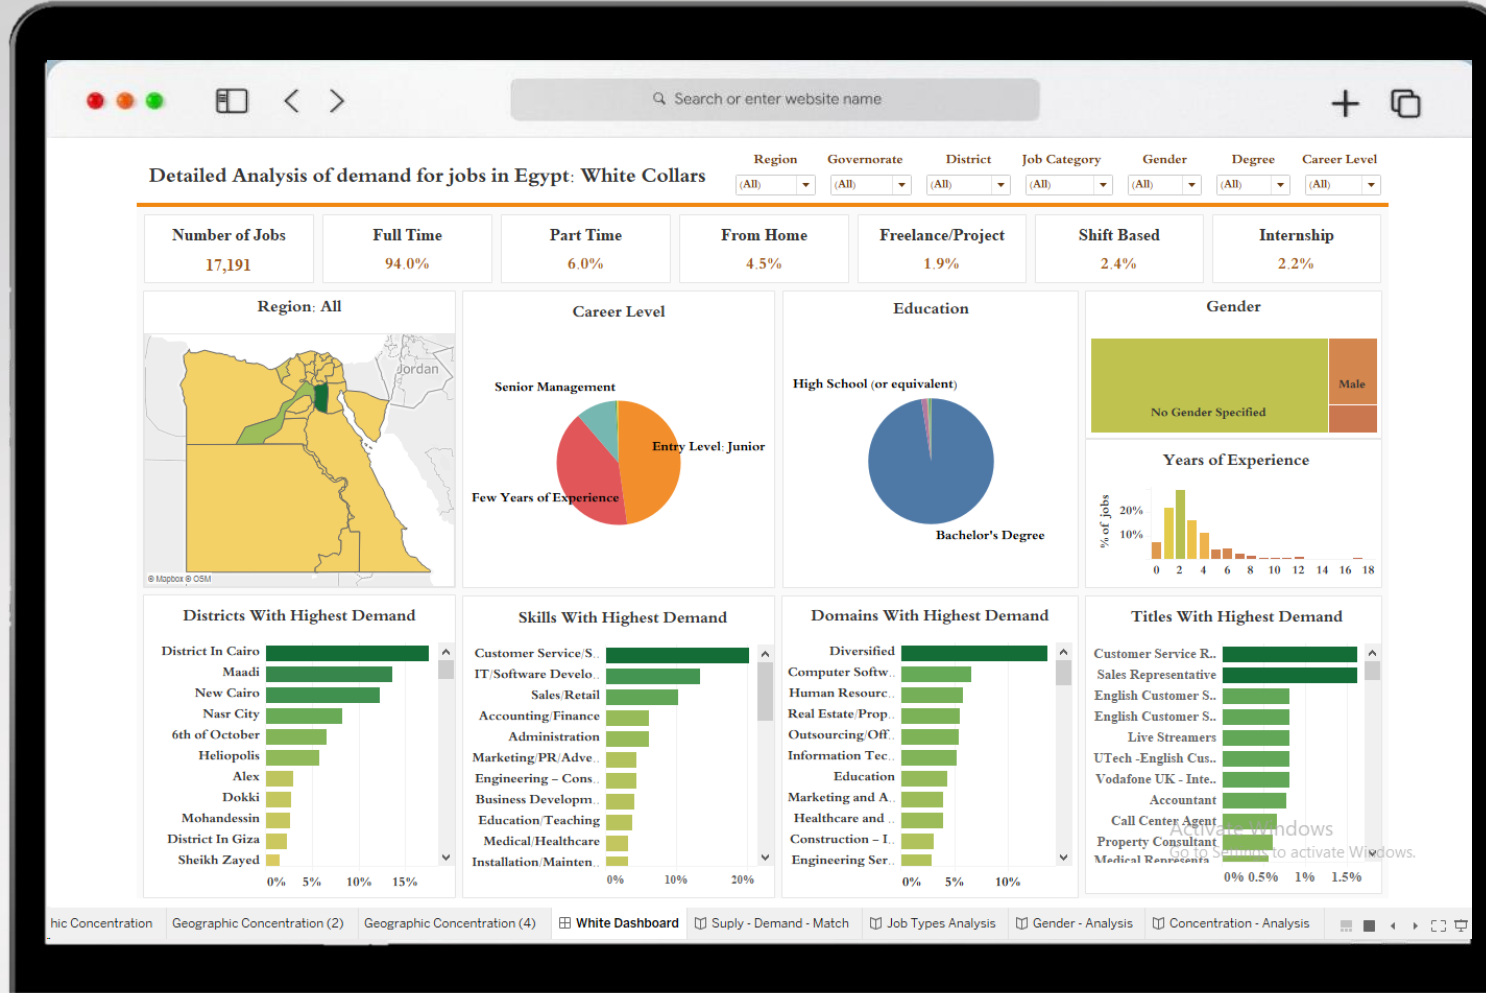 Search or enter website name
Detailed Analysis of demand for jobs in Egypt: White Collars
Region
Governorate
District
Job Category
Gender
Degree
Career Level
(All)
(All)
(All)
(All)
(All)
(All)
(All)
Number of Jobs
17,191
Full Time
94.0%
Part Time
6.0%
From Home
4.5%
Freelance/Project
1.9%
Shift Based
2.4%
Internship
2.2%
Region: All
Jordan
© Mapbox © OSM
Career Level
Senior Management
Entry Level: Junior
Few Years of Experience
Education
High School (or equivalent)
Bachelor's Degree
Gender
Male
No Gender Specified
Years of Experience
% of jobs
20%
10%
0 2 4 6 8 10 12 14 16 18
Districts With Highest Demand
District In Cairo
Maadi
New Cairo
Nasr City
6th of October
Heliopolis
Alex
Dokki
Mohandessin
District In Giza
Sheikh Zayed
0% 5% 10% 15%
Skills With Highest Demand
Customer Service/S..
IT/Software Develo..
Sales/Retail
Accounting/Finance
Administration
Marketing/PR/Adve..
Engineering – Cons..
Business Developm..
Education/Teaching
Medical/Healthcare
Installation/Mainten..
0% 10% 20%
Domains With Highest Demand
Diversified
Computer Softw..
Human Resourc..
Real Estate/Prop..
Outsourcing/Off..
Information Tec..
Education
Marketing and A..
Healthcare and ..
Construction – I..
Engineering Ser..
0% 5% 10%
Titles With Highest Demand
Customer Service R..
Sales Representative
English Customer S..
English Customer S..
Live Streamers
UTech -English Cus..
Vodafone UK - Inte..
Accountant
Call Center Agent
Property Consultant
Medical Representa..
0% 0.5% 1% 1.5%
Activate Windows
Go to Settings to activate Windows.
hic Concentration
Geographic Concentration (2)
Geographic Concentration (4)
White Dashboard
Suply - Demand - Match
Job Types Analysis
Gender - Analysis
Concentration - Analysis